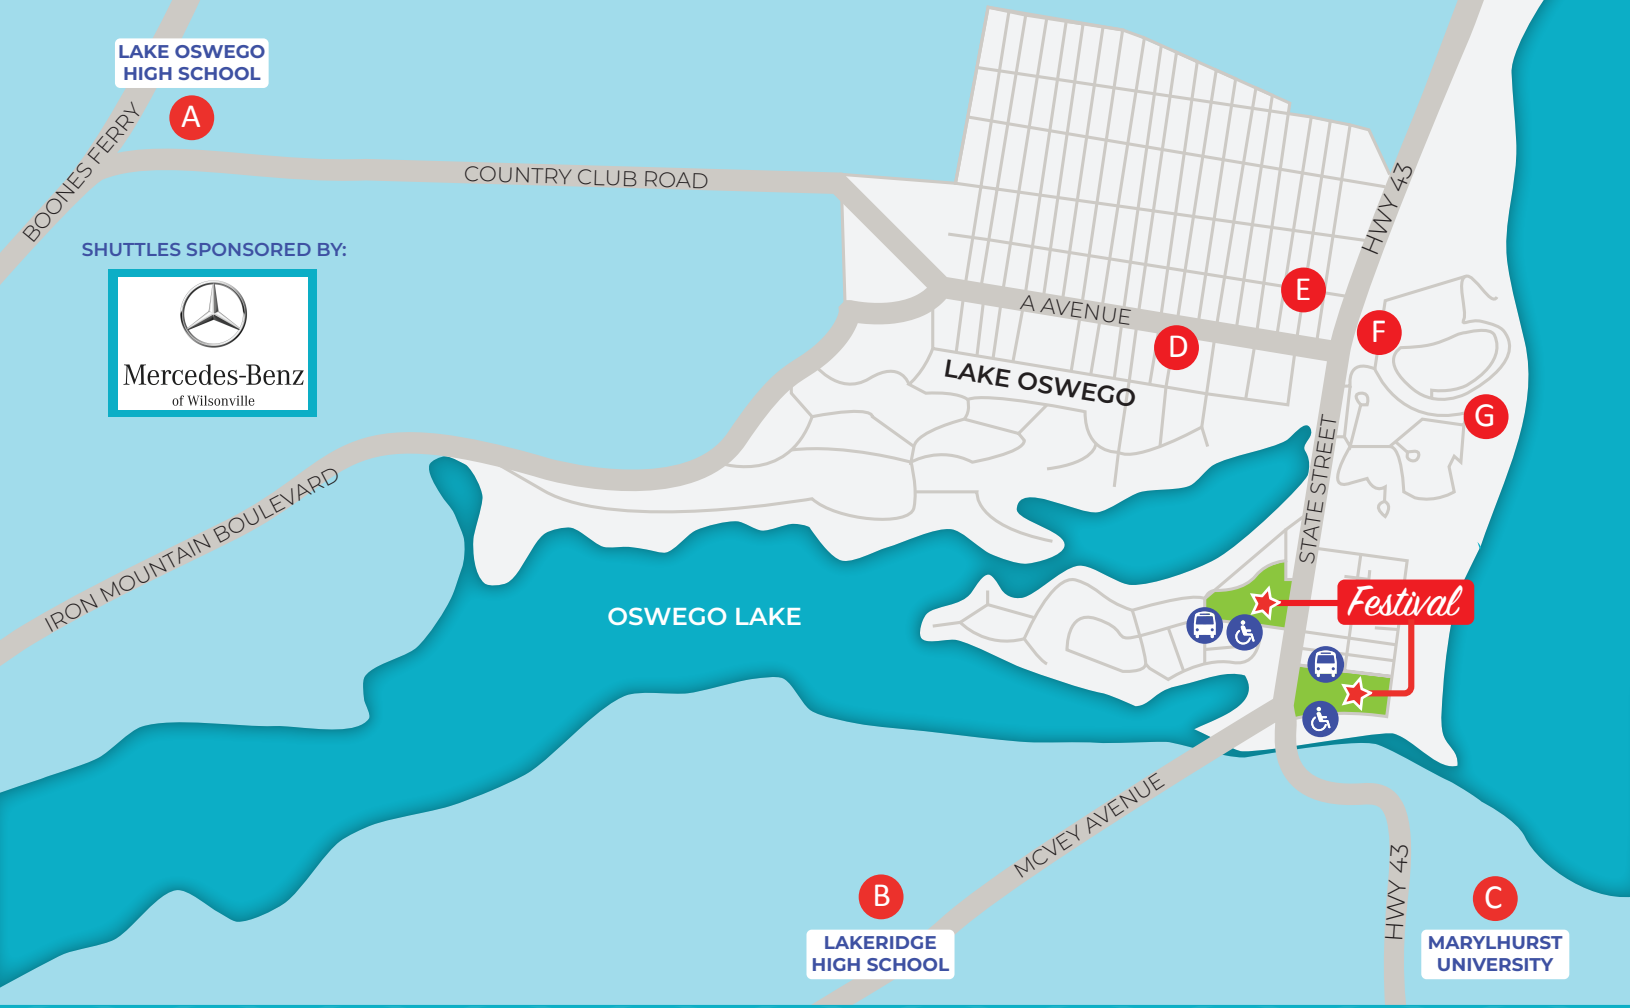 LAKE OSWEGO
HIGH SCHOOL
A
BOONES FERRY
COUNTRY CLUB ROAD
HWY 43
SHUTTLES SPONSORED BY:
Mercedes-Benz
of Wilsonville
A AVENUE
E
F
D
LAKE OSWEGO
G
STATE STREET
IRON MOUNTAIN BOULEVARD
OSWEGO LAKE
Festival
MCVEY AVENUE
HWY 43
B
LAKERIDGE
HIGH SCHOOL
C
MARYLHURST
UNIVERSITY